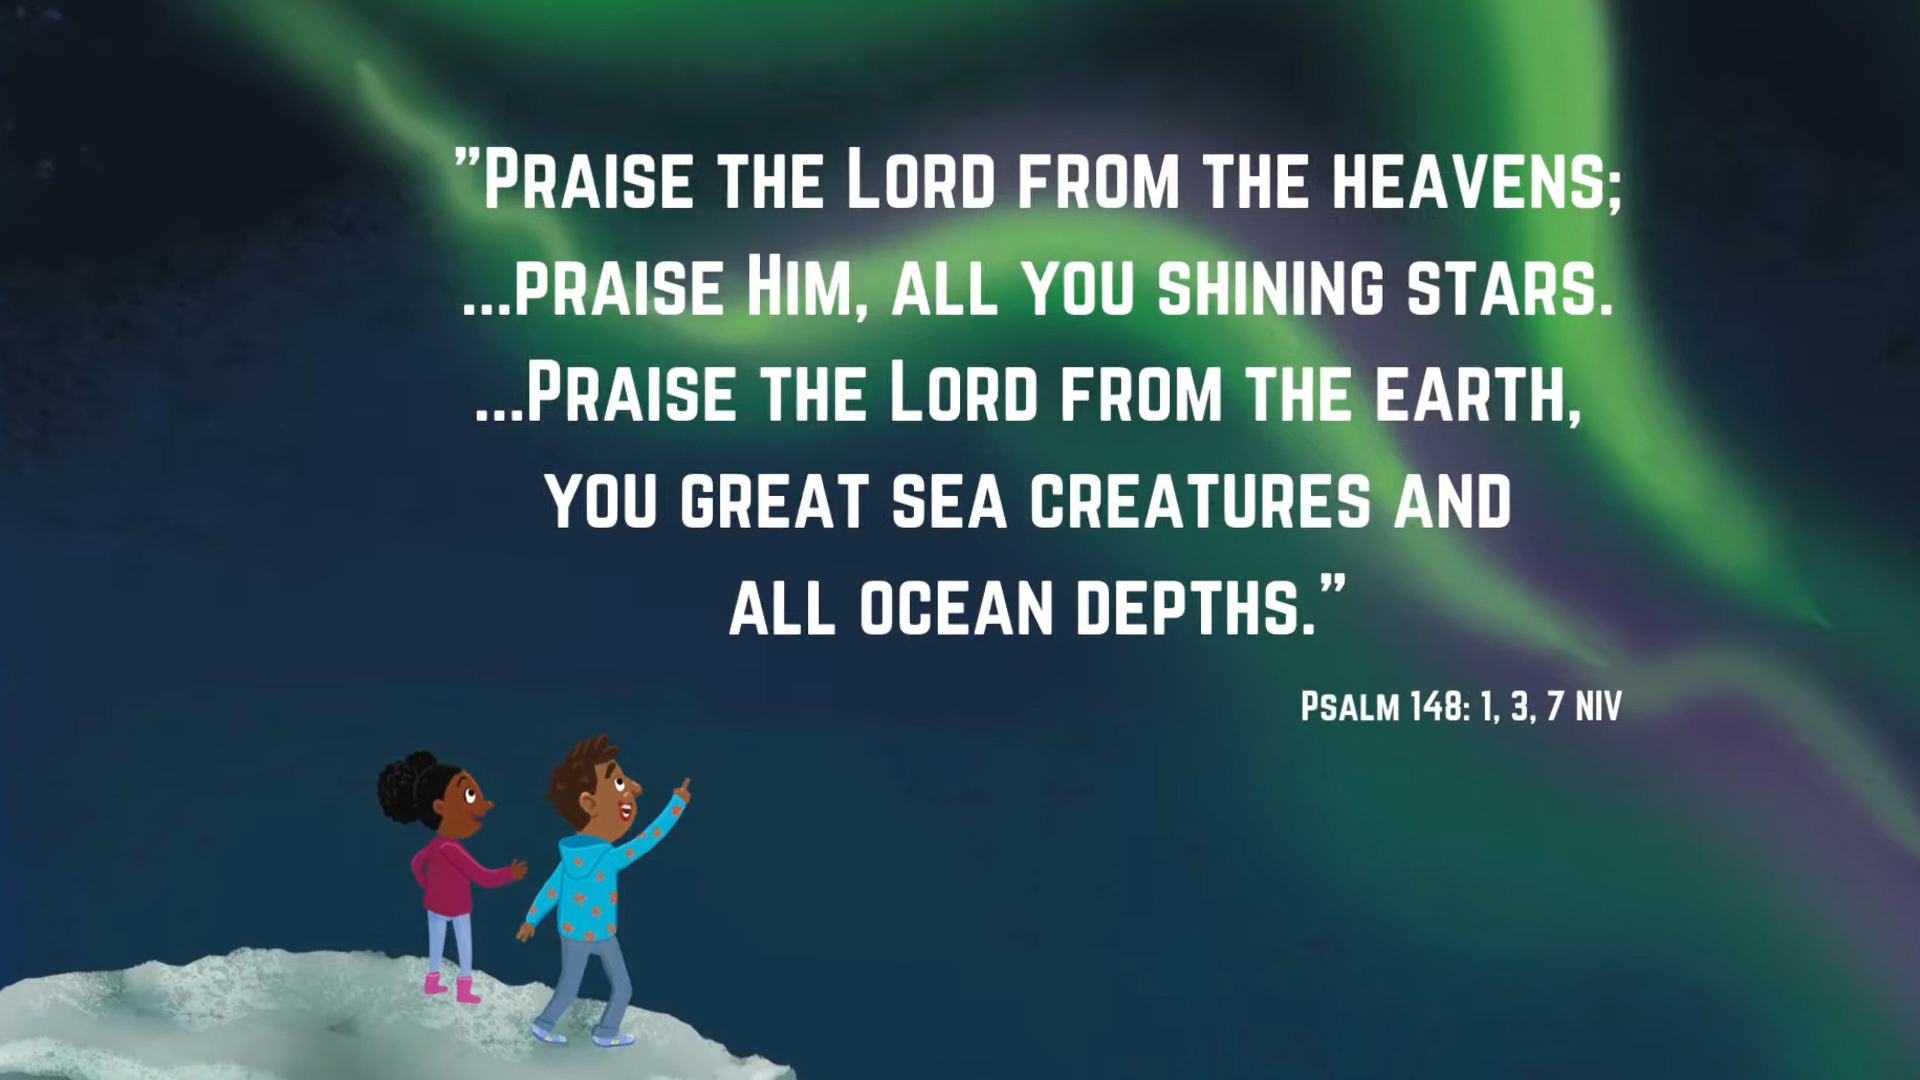 ”Praise the Lord from the heavens;
...praise Him, all you shining stars.
...Praise the Lord from the earth,
you great sea creatures and
all ocean depths.”
Psalm 148: 1, 3, 7 NIV